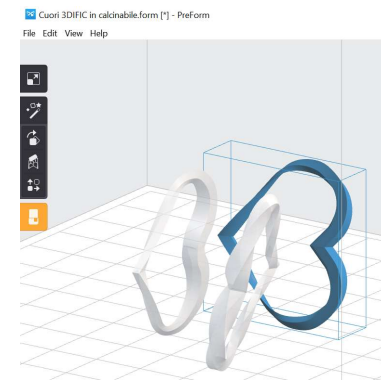 Cuori 3DIFIC in calcinabile.form [*] - PreForm
File Edit View Help